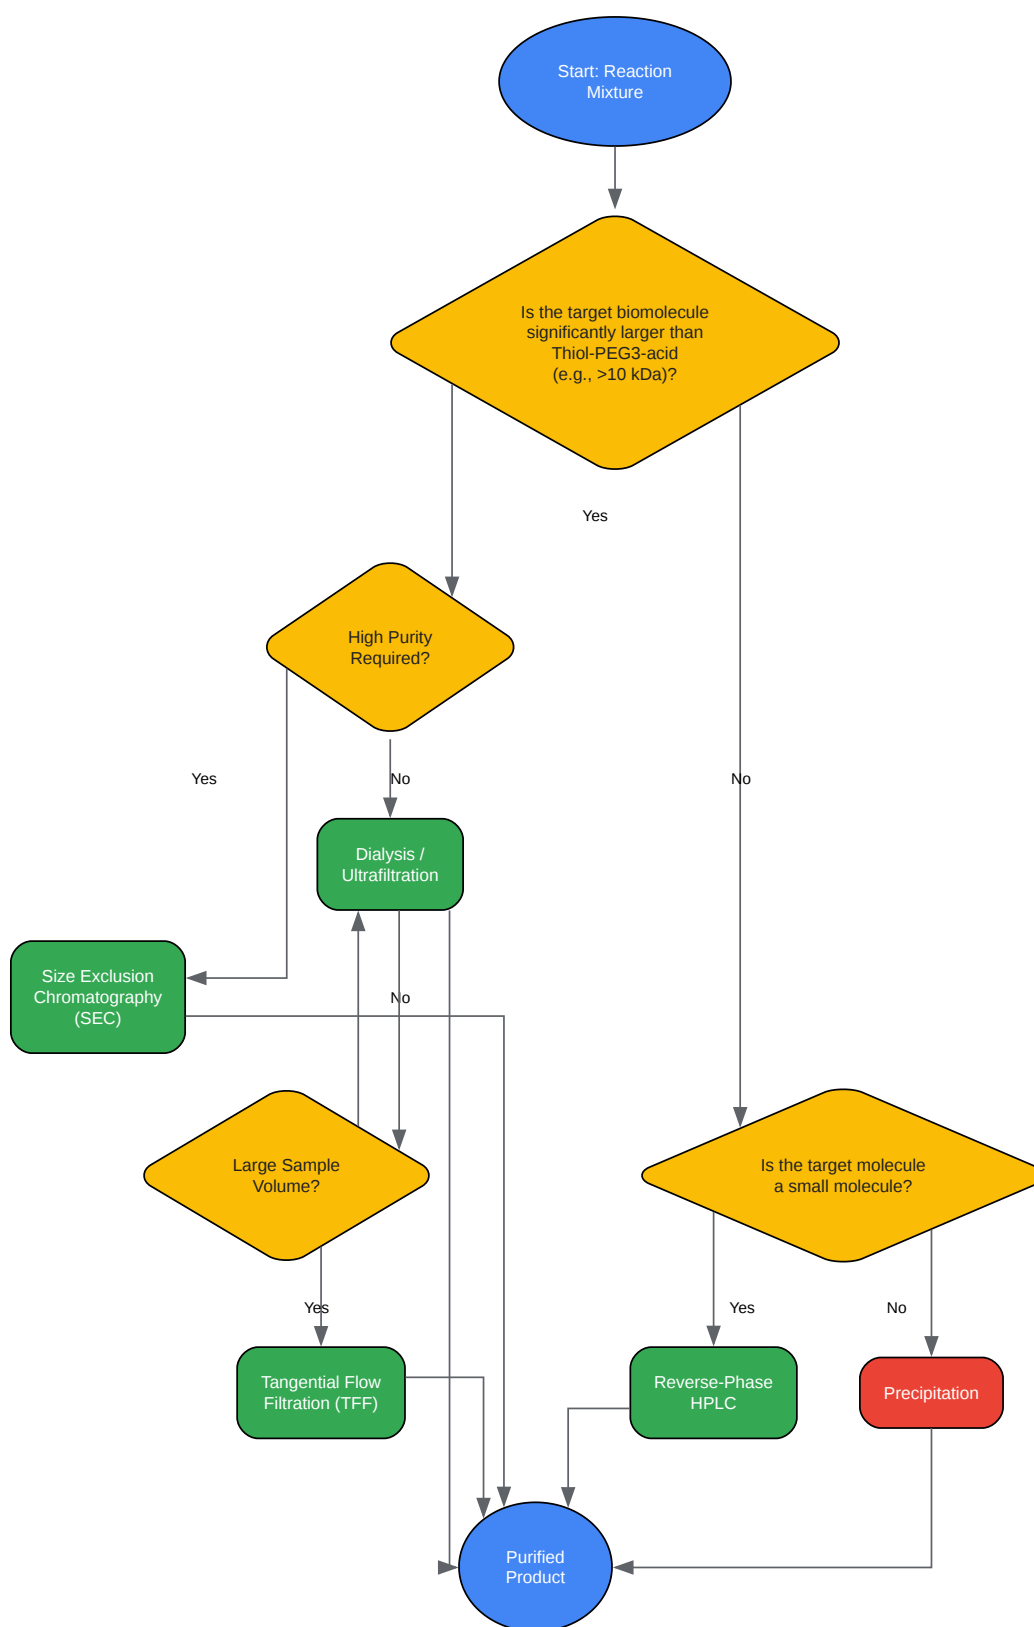 Start: Reaction
Mixture
Is the target biomolecule
significantly larger than
Thiol-PEG3-acid
(e.g., >10 kDa)?
Yes
High Purity
Required?
Yes
No
No
Dialysis /
Ultrafiltration
Size Exclusion
Chromatography
(SEC)
No
Large Sample
Volume?
Is the target molecule
a small molecule?
Yes
Yes
No
Tangential Flow
Filtration (TFF)
Reverse-Phase
HPLC
Precipitation
Purified
Product